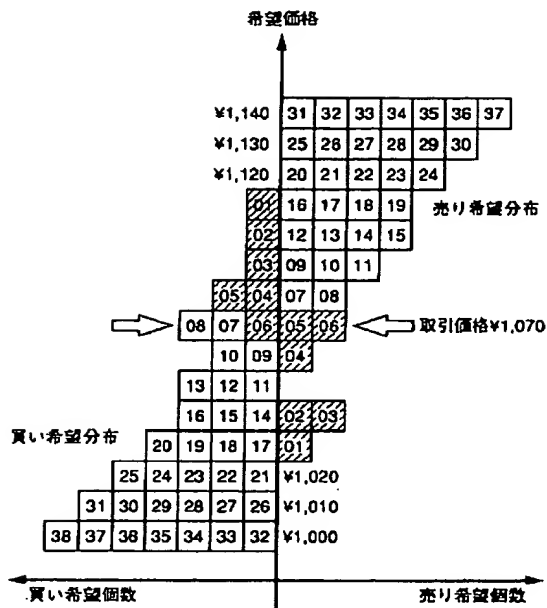 希望価格
¥1,140 31 32 33 34 35 36 37
¥1,130 25 26 27 28 29 30
¥1,120 20 21 22 23 24
01 16 17 18 19 売り希望分布
02 12 13 14 15
03 09 10 11
05 04 07 08
08 07 06 05 06 取引価格¥1,070
10 09 04
13 12 11
16 15 14 02 03
買い希望分布
20 19 18 17 01
25 24 23 22 21 ¥1,020
31 30 29 28 27 26 ¥1,010
38 37 36 35 34 33 32 ¥1,000
買い希望個数 売り希望個数